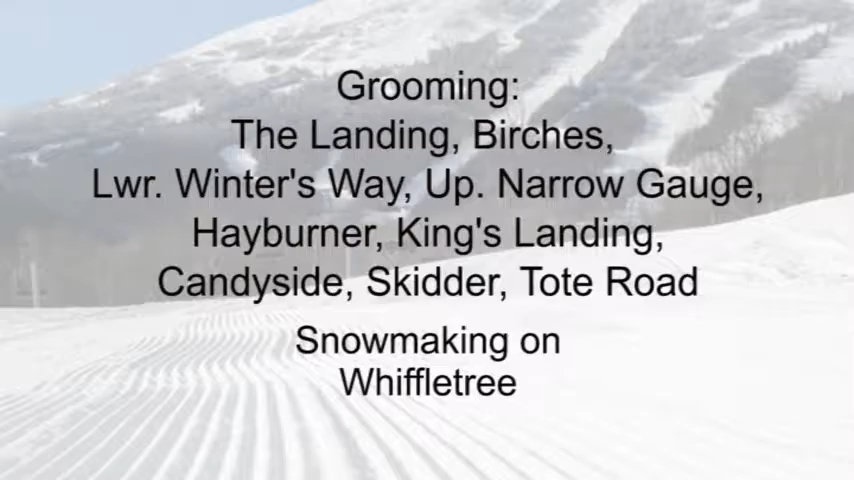 Grooming:
The Landing, Birches,
Lwr. Winter's Way, Up. Narrow Gauge,
Hayburner, King's Landing,
Candyside, Skidder, Tote Road
Snowmaking on
Whiffletree